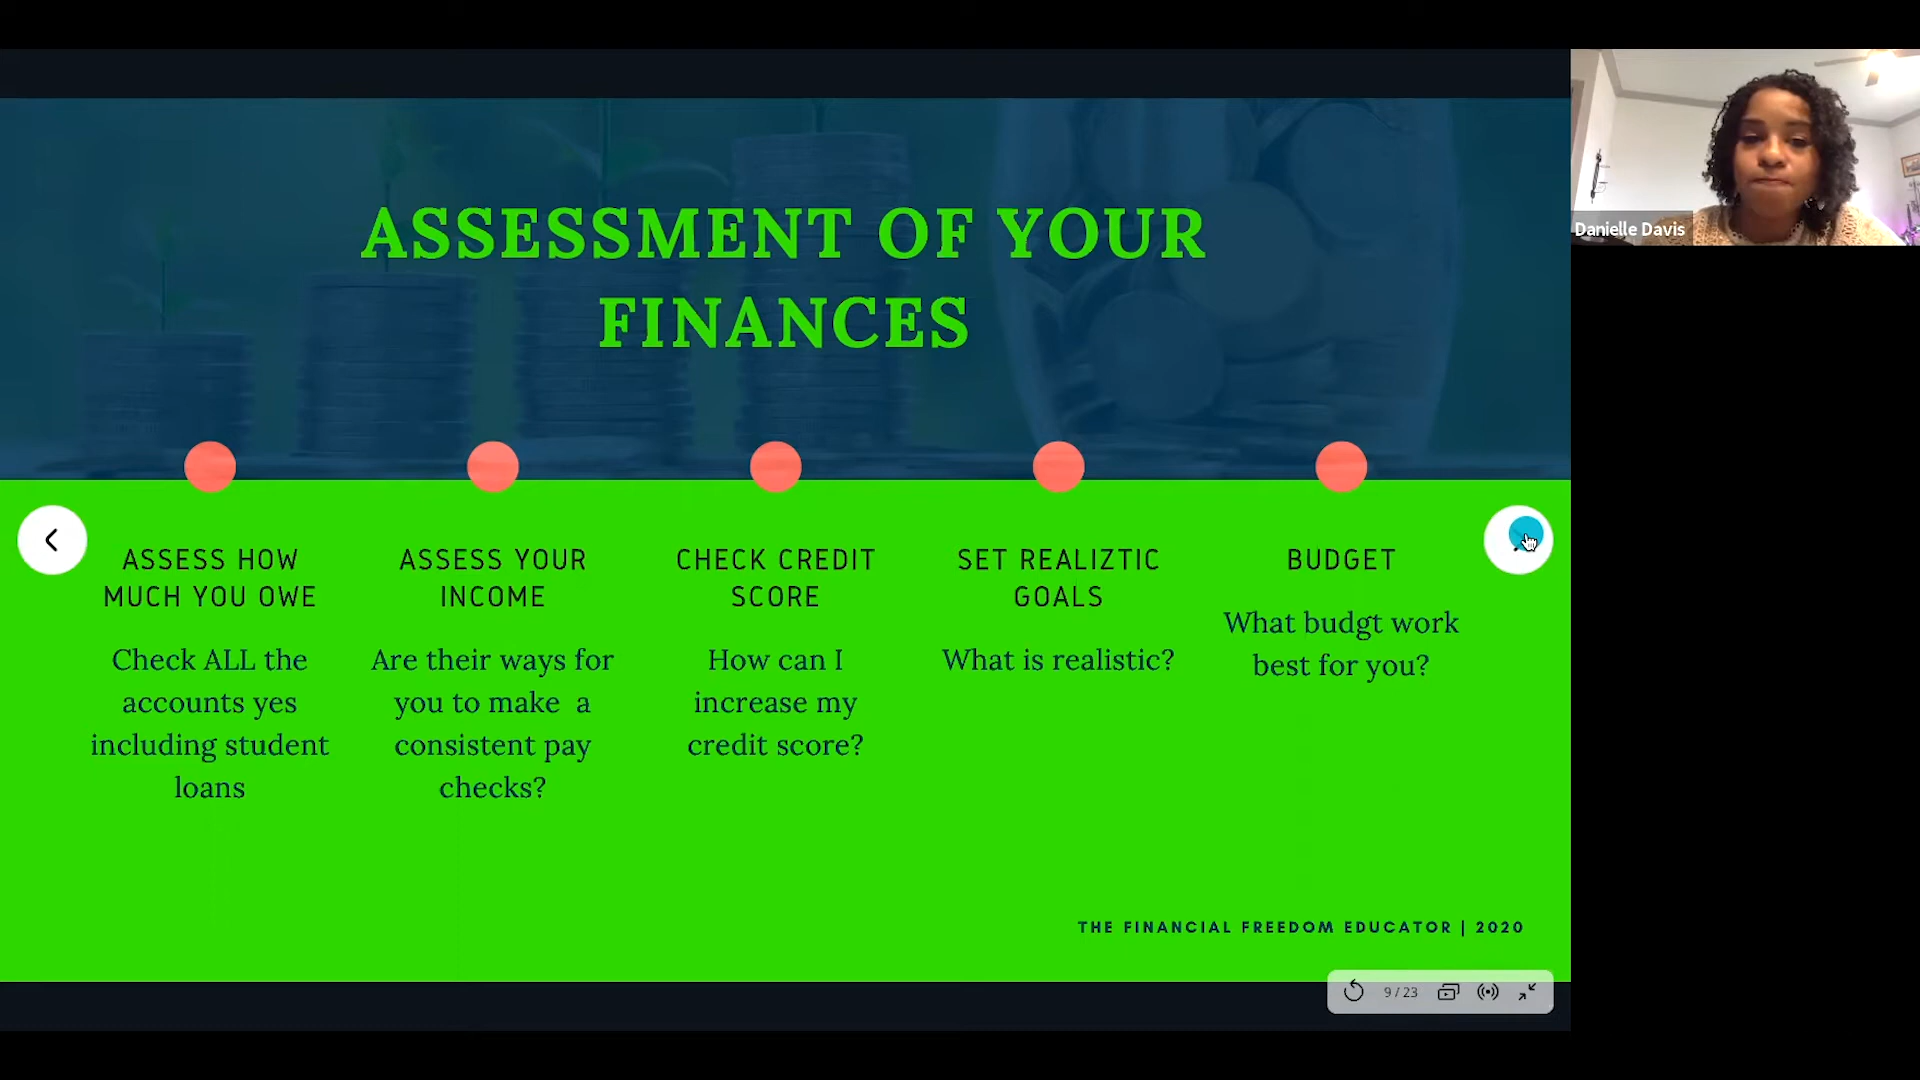 ASSESSMENT OF YOUR
FINANCES
Danielle Davis
ASSESS HOW
MUCH YOU OWE
Check ALL the
accounts yes
including student
loans
ASSESS YOUR
INCOME
Are their ways for
you to make  a
consistent pay
checks?
CHECK CREDIT
SCORE
How can I
increase my
credit score?
SET REALIZTIC
GOALS
What is realistic?
BUDGET
What budgt work
best for you?
THE FINANCIAL FREEDOM EDUCATOR | 2020
9 / 23